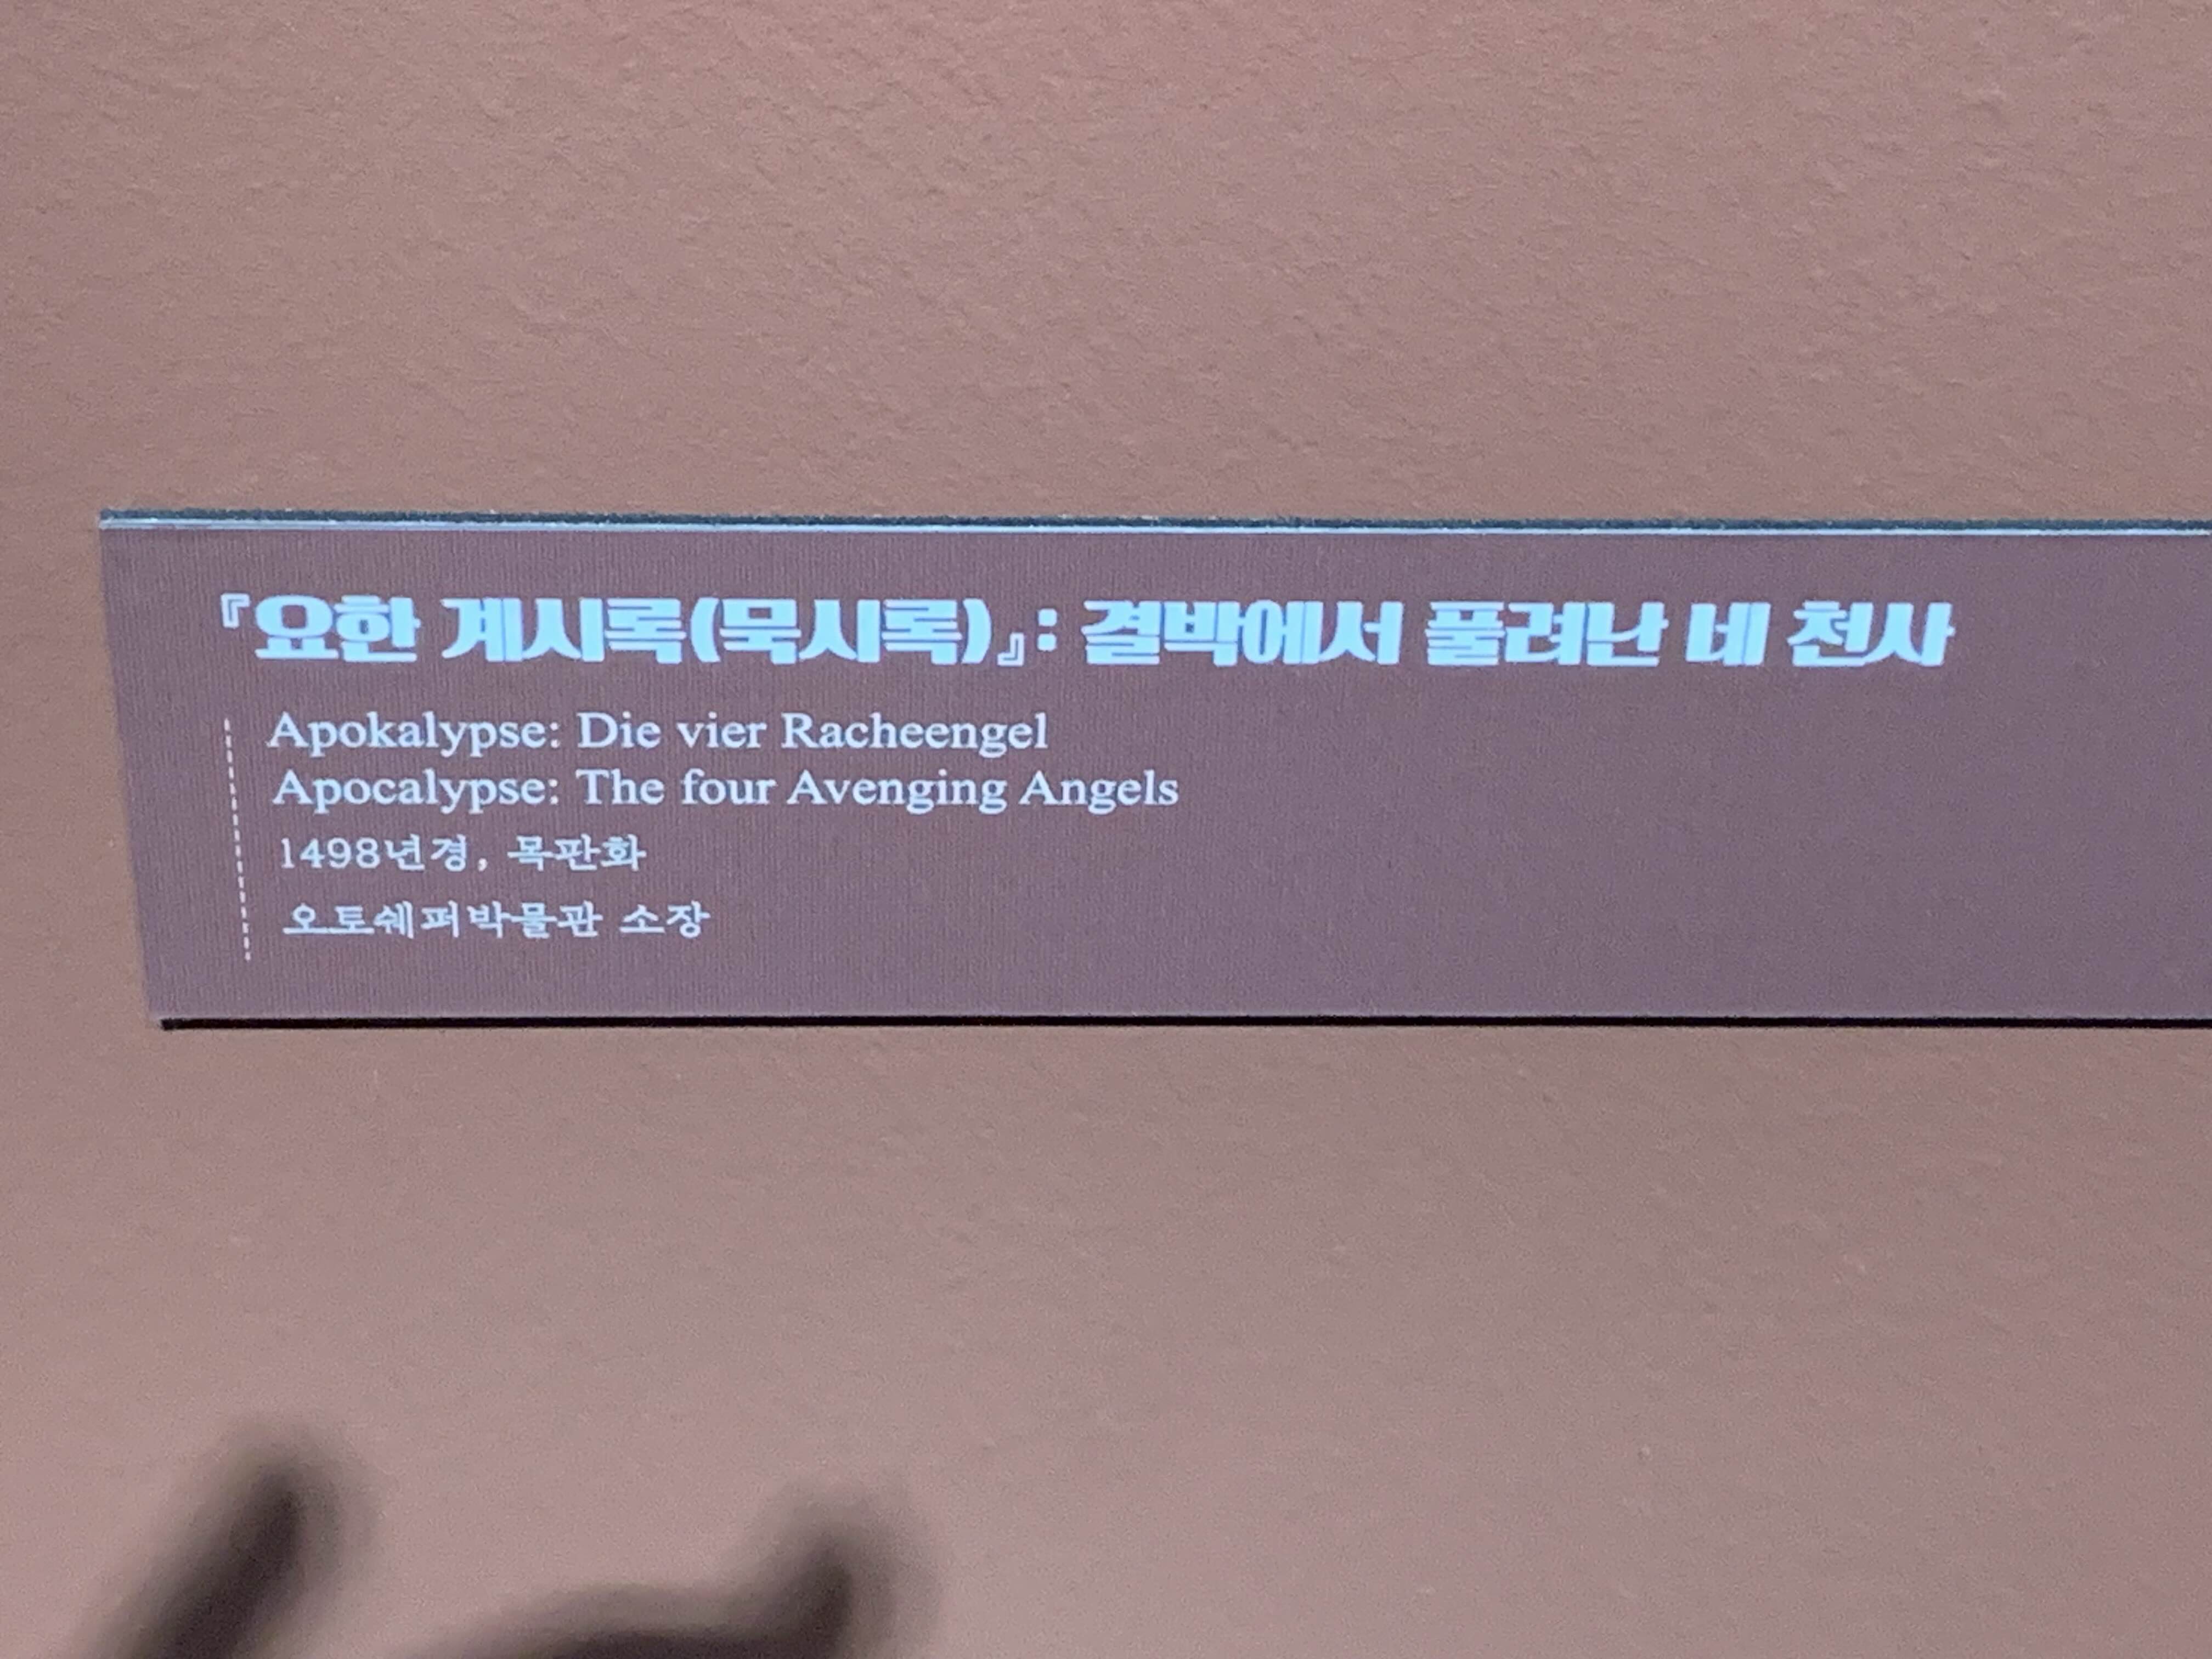 『요한 계시록(묵시록)』: 결박에서 풀려난 네 천사
Apokalypse: Die vier Racheengel
Apocalypse: The four Avenging Angels
1498년경, 목판화
오토쉐퍼박물관 소장